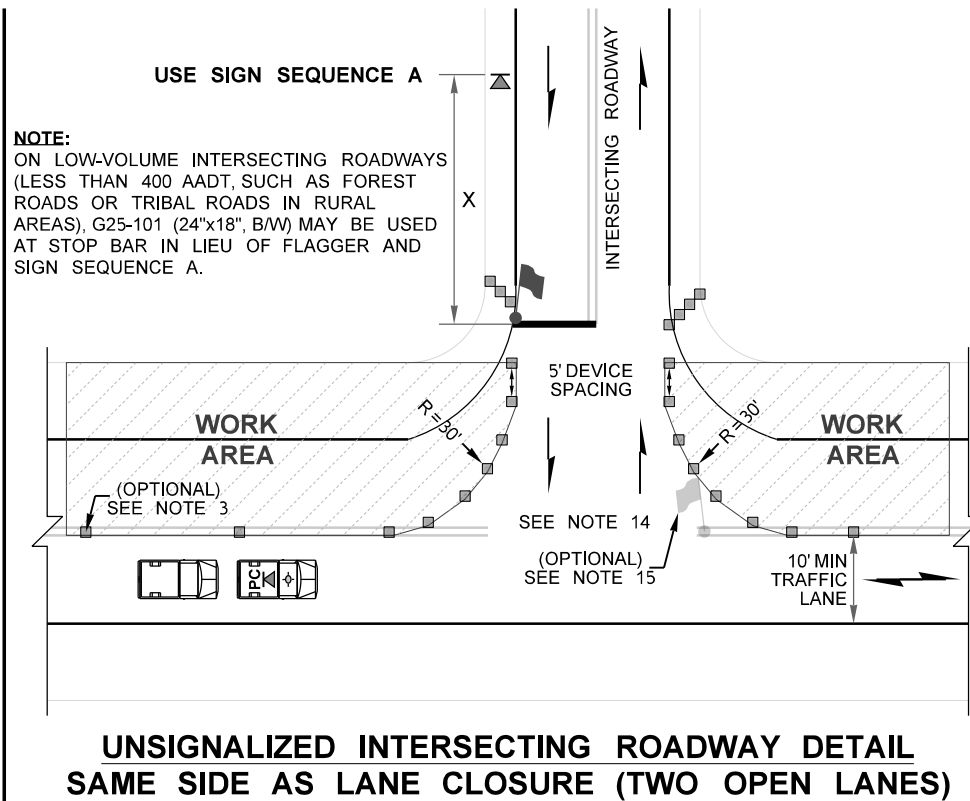 USE SIGN SEQUENCE A
NOTE:
ON LOW-VOLUME INTERSECTING ROADWAYS
(LESS THAN 400 AADT, SUCH AS FOREST
ROADS OR TRIBAL ROADS IN RURAL
AREAS), G25-101 (24"x18", B/W) MAY BE USED
AT STOP BAR IN LIEU OF FLAGGER AND
SIGN SEQUENCE A.
X
INTERSECTING ROADWAY
5' DEVICE
SPACING
WORK
AREA
R =30'
R =30'
WORK
AREA
(OPTIONAL)
SEE NOTE 3
SEE NOTE 14
(OPTIONAL)
SEE NOTE 15
10' MIN
TRAFFIC
LANE
PC
UNSIGNALIZED INTERSECTING ROADWAY DETAIL
SAME SIDE AS LANE CLOSURE (TWO OPEN LANES)